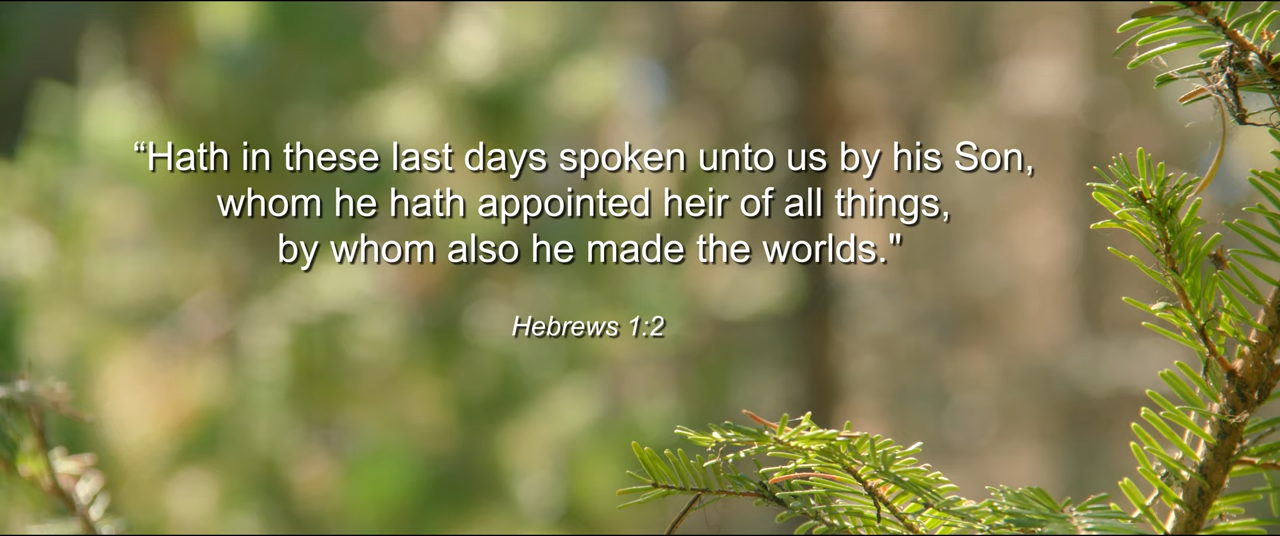 “Hath in these last days spoken unto us by his Son,
whom he hath appointed heir of all things,
by whom also he made the worlds."
Hebrews 1:2